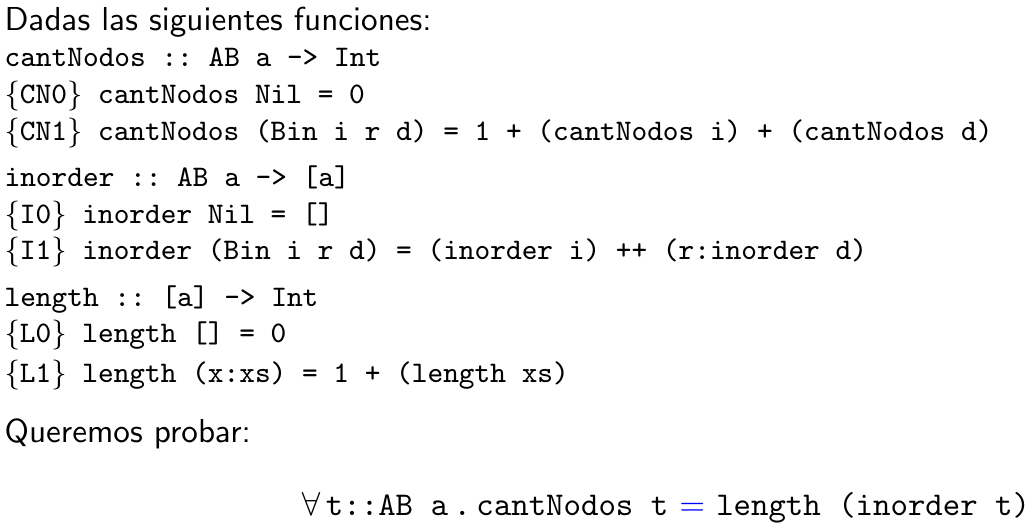 Dadas las siguientes funciones:
cantNodos :: AB a -> Int
{CN0} cantNodos Nil = 0
{CN1} cantNodos (Bin i r d) = 1 + (cantNodos i) + (cantNodos d)
inorder :: AB a -> [a]
{I0} inorder Nil = []
{I1} inorder (Bin i r d) = (inorder i) ++ (r:inorder d)
length :: [a] -> Int
{L0} length [] = 0
{L1} length (x:xs) = 1 + (length xs)
Queremos probar:
∀t::AB a.cantNodos t = length (inorder t)